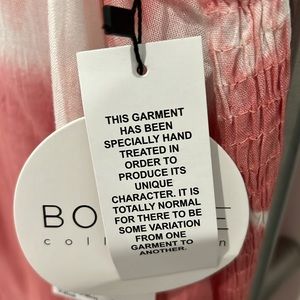 THIS GARMENT
HAS BEEN
SPECIALLY HAND
TREATED IN
ORDER TO
PRODUCE ITS
UNIQUE
CHARACTER. IT IS
TOTALLY NORMAL
FOR THERE TO BE
SOME VARIATION
FROM ONE
GARMENT TO
ANOTHER.